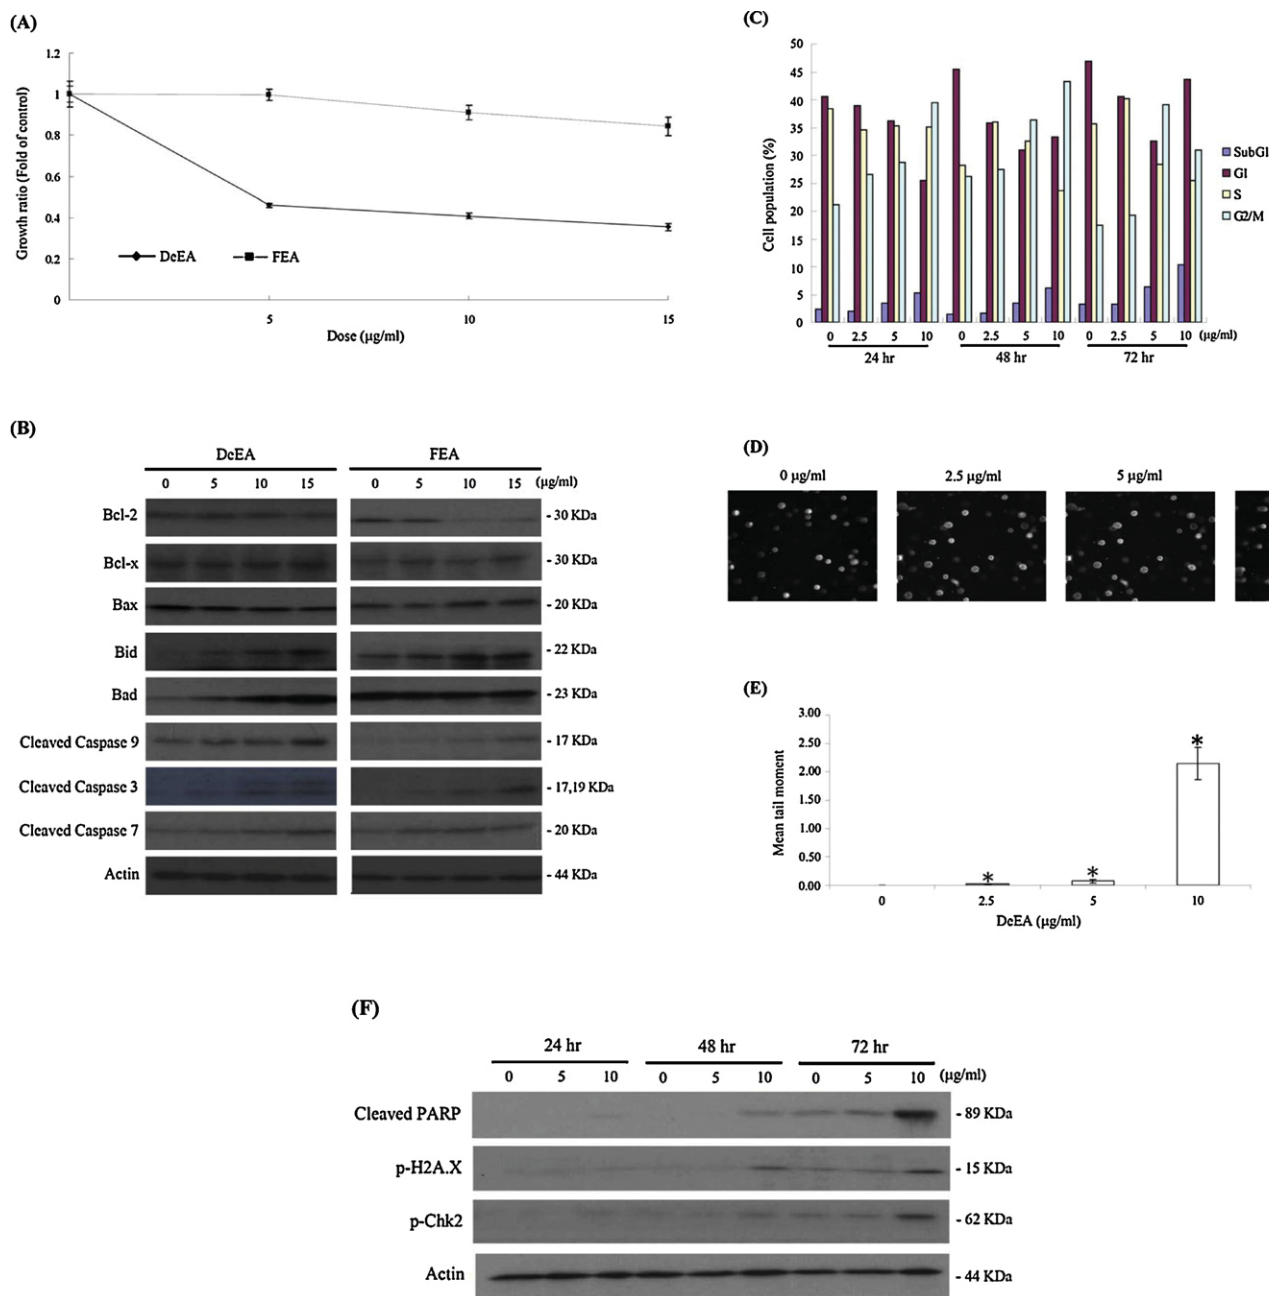 (A)
1.2
1
0.8
0.6
0.4
0.2
0
Growth ratio (Fold of control)
DcEA FEA
5 10 15
Dose (µg/ml)
(B)
DcEA FEA
0 5 10 15 0 5 10 15 (µg/ml)
Bcl-2 - 30 KDa
Bcl-x - 30 KDa
Bax - 20 KDa
Bid - 22 KDa
Bad - 23 KDa
Cleaved Caspase 9 - 17 KDa
Cleaved Caspase 3 - 17,19 KDa
Cleaved Caspase 7 - 20 KDa
Actin - 44 KDa
(C)
50
45
40
35
30
25
20
15
10
5
0
Cell population (%)
SubG1
G1
S
G2/M
0 2.5 5 10 0 2.5 5 10 0 2.5 5 10 (µg/ml)
24 hr 48 hr 72 hr
(D)
0 µg/ml 2.5 µg/ml 5 µg/ml
(E)
3.00
2.50
2.00
1.50
1.00
0.50
0.00
Mean tail moment
* * *
0 2.5 5 10
DcEA (µg/ml)
(F)
24 hr 48 hr 72 hr
0 5 10 0 5 10 0 5 10 (µg/ml)
Cleaved PARP - 89 KDa
p-H2A.X - 15 KDa
p-Chk2 - 62 KDa
Actin - 44 KDa